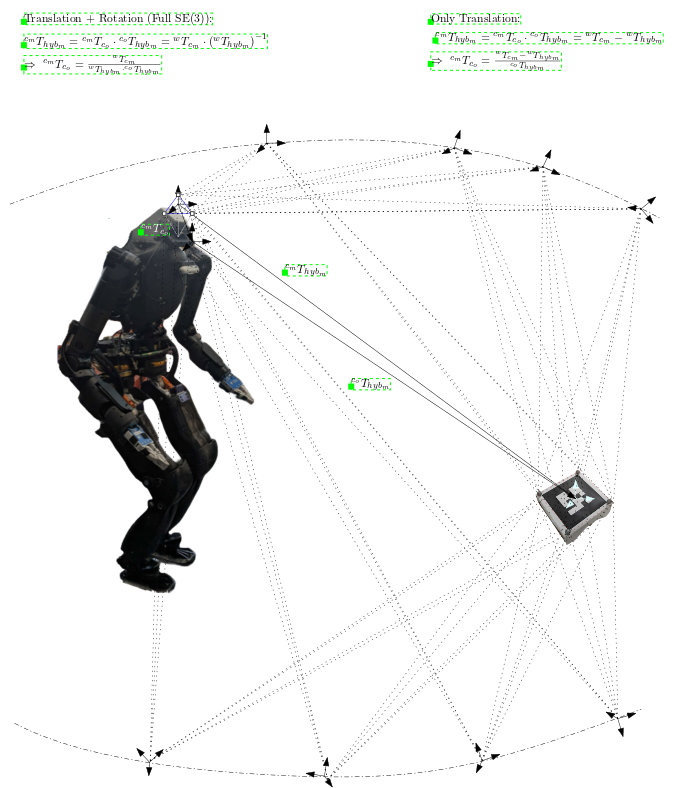 Translation + Rotation (Full SE(3)):
Only Translation:
^{c_m}T_{hyb_m} = ^{c_m}T_{c_o} · ^{c_o}T_{hyb_m} = ^{w}T_{c_m} · (^{w}T_{hyb_m})^{-1}
^{c_m}T_{hyb_m} = ^{c_m}T_{c_o} · ^{c_o}T_{hyb_m} = ^{w}T_{c_m} − ^{w}T_{hyb_m}
⇒ ^{c_m}T_{c_o} = \frac{^{w}T_{c_m}}{^{w}T_{hyb_m} · ^{c_o}T_{hyb_m}}
⇒ ^{c_m}T_{c_o} = \frac{^{w}T_{c_m} − ^{w}T_{hyb_m}}{^{c_o}T_{hyb_m}}
^{c_m}T_{c_o}
^{c_m}T_{hyb_m}
^{c_o}T_{hyb_m}